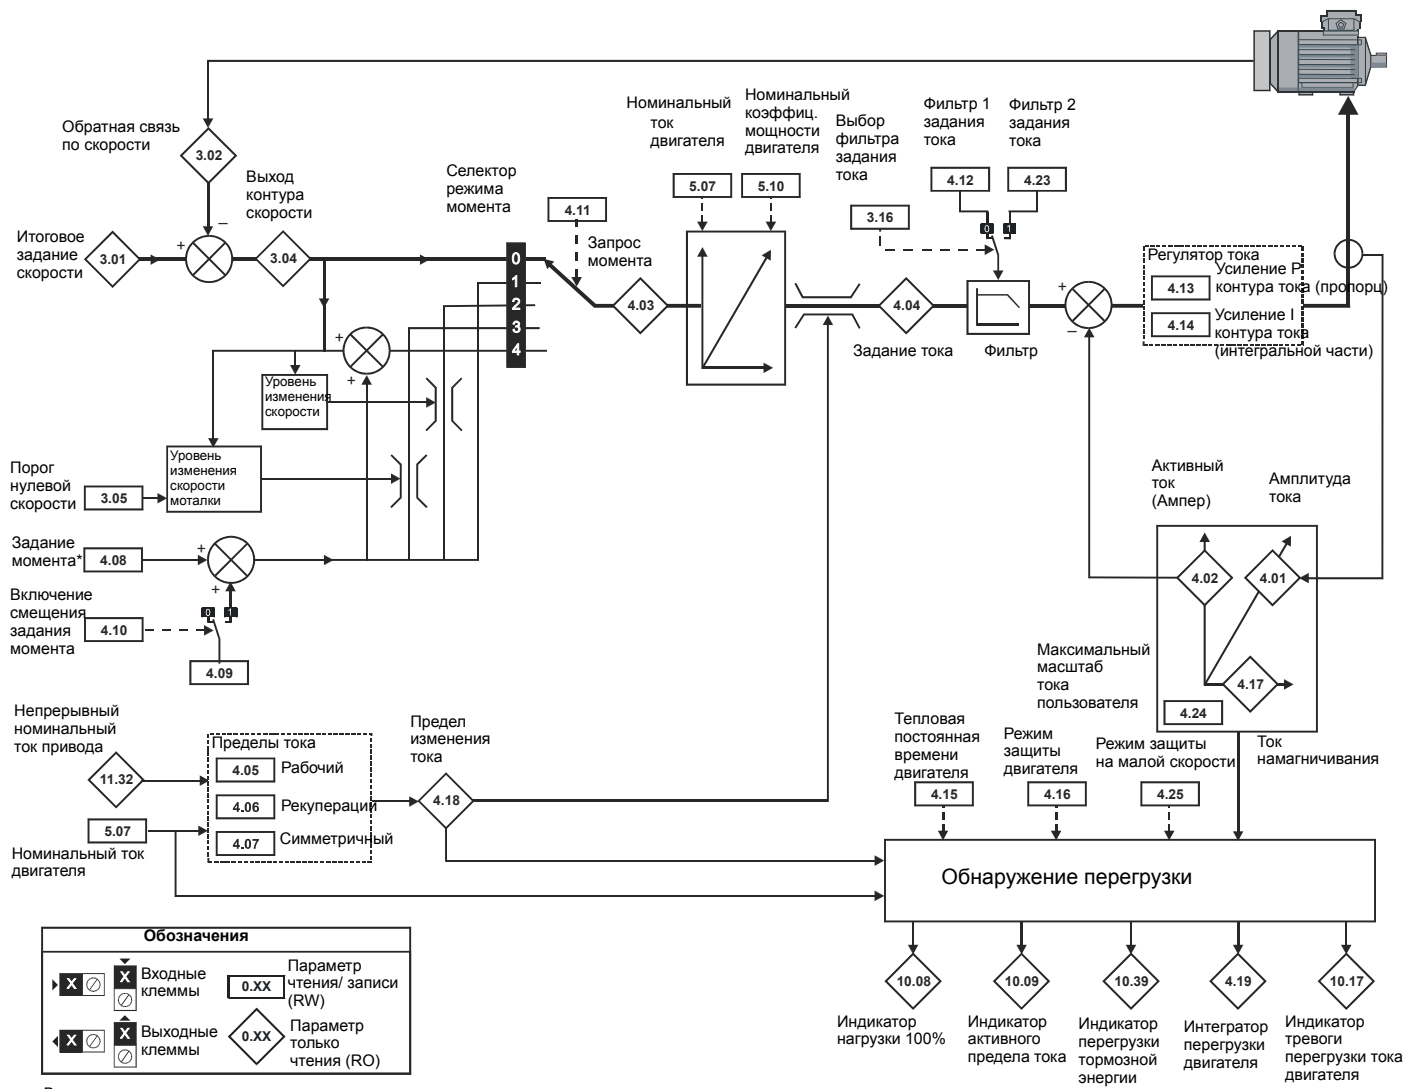 Номинальный
ток
двигателя
Номинальный
коэффиц.
мощности
двигателя
Выбор
фильтра
задания
тока
Фильтр 1
задания
тока
Фильтр 2
задания
тока
Обратная связь
по скорости
3.02
Выход
контура
скорости
Селектор
режима
момента
4.11
5.07
5.10
3.16
4.12
4.23
0
1
Итоговое
задание
скорости
3.01
+
–
3.04
0
1
2
3
4
Запрос
момента
4.03
4.04
Задание тока
Фильтр
+
–
Регулятор тока
4.13
Усиление P
контура тока (пропорц)
4.14
Усиление I
контура тока
(интегральной части)
+
+
Уровень
изменения
скорости
Уровень
изменения
скорости
моталки
Порог
нулевой
скорости
3.05
Задание
момента*
4.08
+
+
Включение
смещения
задания
момента
4.10
0
1
4.09
Активный
ток
(Ампер)
Амплитуда
тока
4.02
4.01
4.17
4.24
Максимальный
масштаб
тока
пользователя
Ток
намагничивания
Непрерывный
номинальный
ток привода
11.32
5.07
Номинальный ток
двигателя
Пределы тока
4.05
Рабочий
4.06
Рекуперации
4.07
Симметричный
Предел
изменения
тока
4.18
Тепловая
постоянная
времени
двигателя
4.15
Режим
защиты
двигателя
4.16
Режим защиты
на малой скорости
4.25
Обнаружение перегрузки
10.08
10.09
10.39
4.19
10.17
Индикатор
нагрузки 100%
Индикатор
активного
предела тока
Индикатор
перегрузки
тормозной
энергии
Интегратор
перегрузки
двигателя
Индикатор
тревоги
перегрузки тока
двигателя
Обозначения
X
X
Входные
клеммы
0.XX
Параметр
чтения/ записи
(RW)
X
X
Выходные
клеммы
0.XX
Параметр
только
чтения (RO)